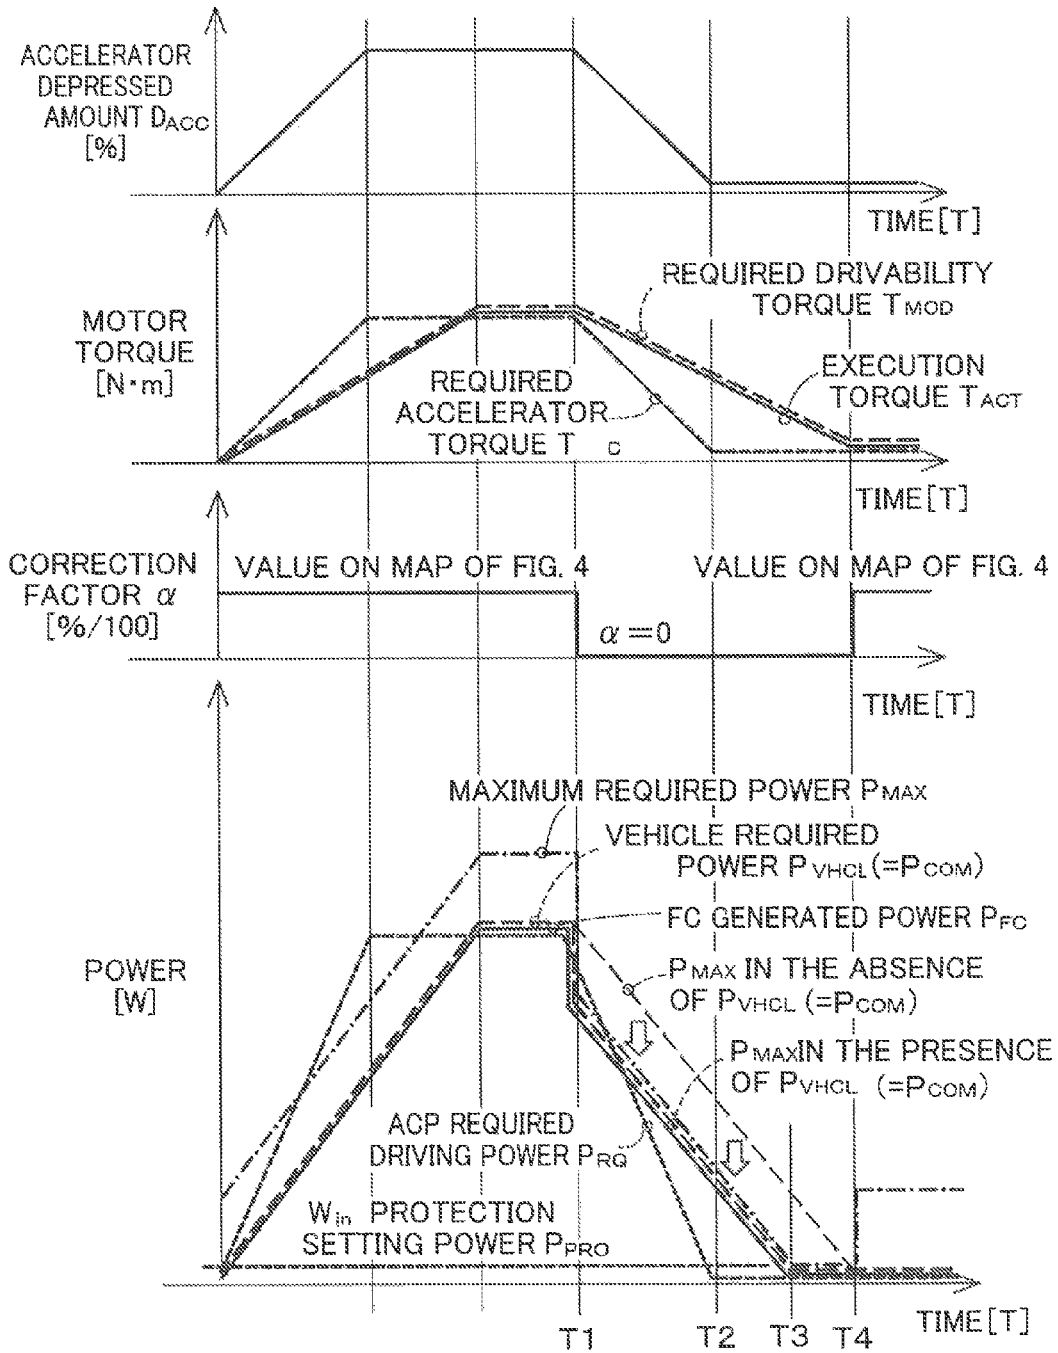 ACCELERATOR
DEPRESSED
AMOUNT DACC
[%]
TIME[T]
REQUIRED DRIVABILITY
TORQUE TMOD
MOTOR
TORQUE
[N·m]
EXECUTION
TORQUE TACT
REQUIRED
ACCELERATOR
TORQUE T C
TIME[T]
CORRECTION
FACTOR α
[%/100]
VALUE ON MAP OF FIG. 4
VALUE ON MAP OF FIG. 4
α=0
TIME[T]
MAXIMUM REQUIRED POWER PMAX
VEHICLE REQUIRED
POWER PVHCL(=PCOM)
FC GENERATED POWER PFC
POWER
[W]
PMAX IN THE ABSENCE
OF PVHCL (=PCOM)
PMAXIN THE PRESENCE
OF PVHCL (=PCOM)
ACP REQUIRED
DRIVING POWER PRQ
Win PROTECTION
SETTING POWER PPRO
TIME[T]
T1 T2 T3 T4